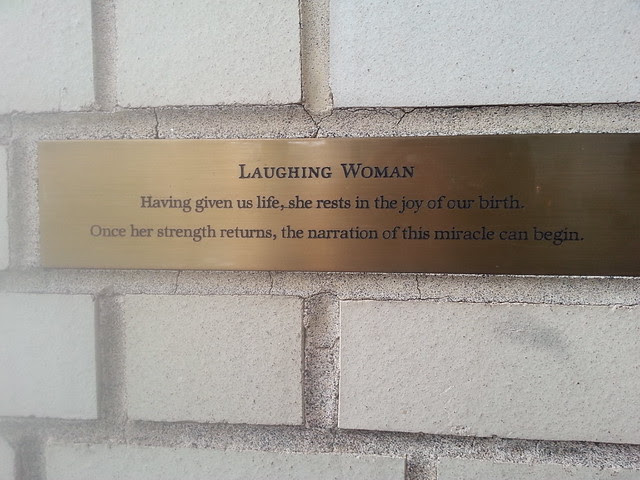 LAUGHING WOMAN
Having given us life, she rests in the joy of our birth.
Once her strength returns, the narration of this miracle can begin.